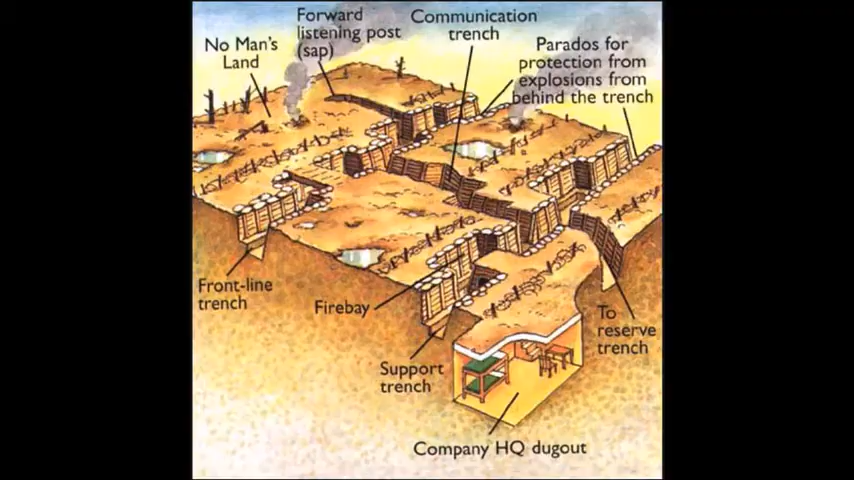 Forward
listening post
(sap)
Communication
trench
No Man's
Land
Parados for
protection from
explosions from
behind the trench
Front-line
trench
Firebay
Support
trench
To
reserve
trench
Company HQ dugout